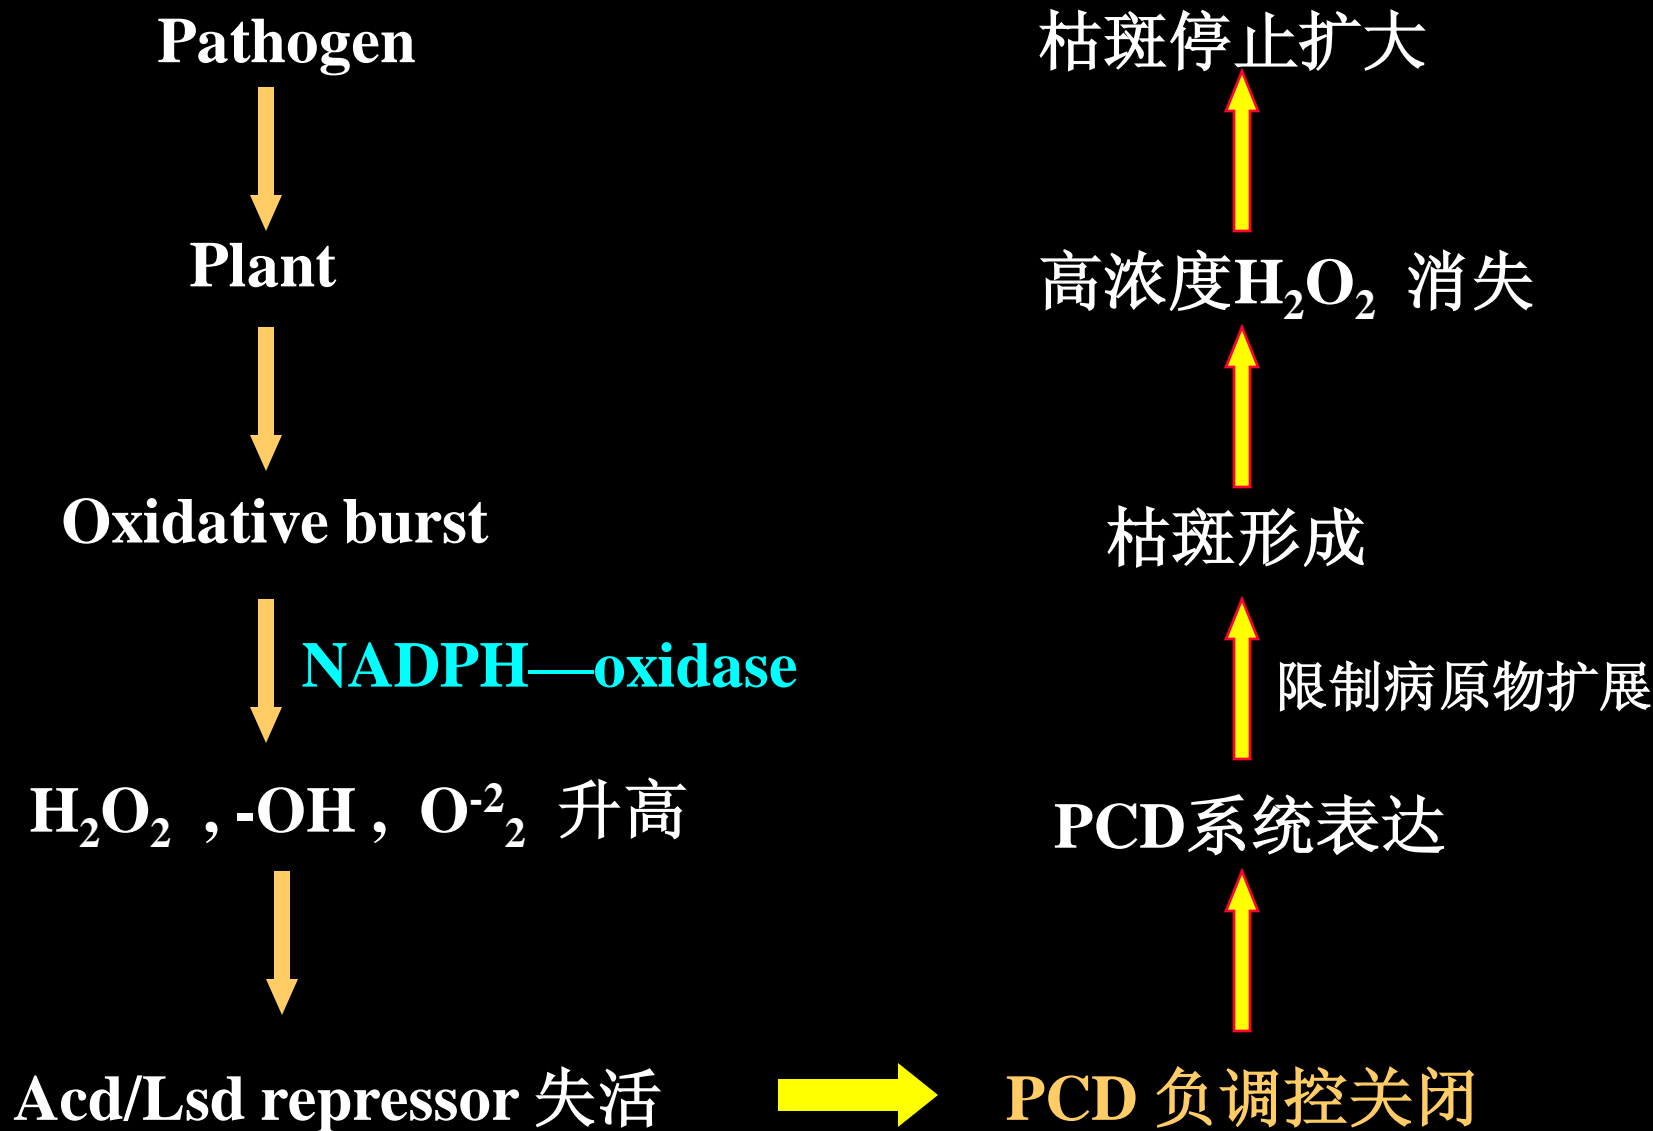 Pathogen
Plant
Oxidative burst
NADPH—oxidase
H₂O₂ , -OH , O⁻²₂ 升高
Acd/Lsd repressor 失活
枯斑停止扩大
高浓度H₂O₂ 消失
枯斑形成
限制病原物扩展
PCD系统表达
PCD 负调控关闭